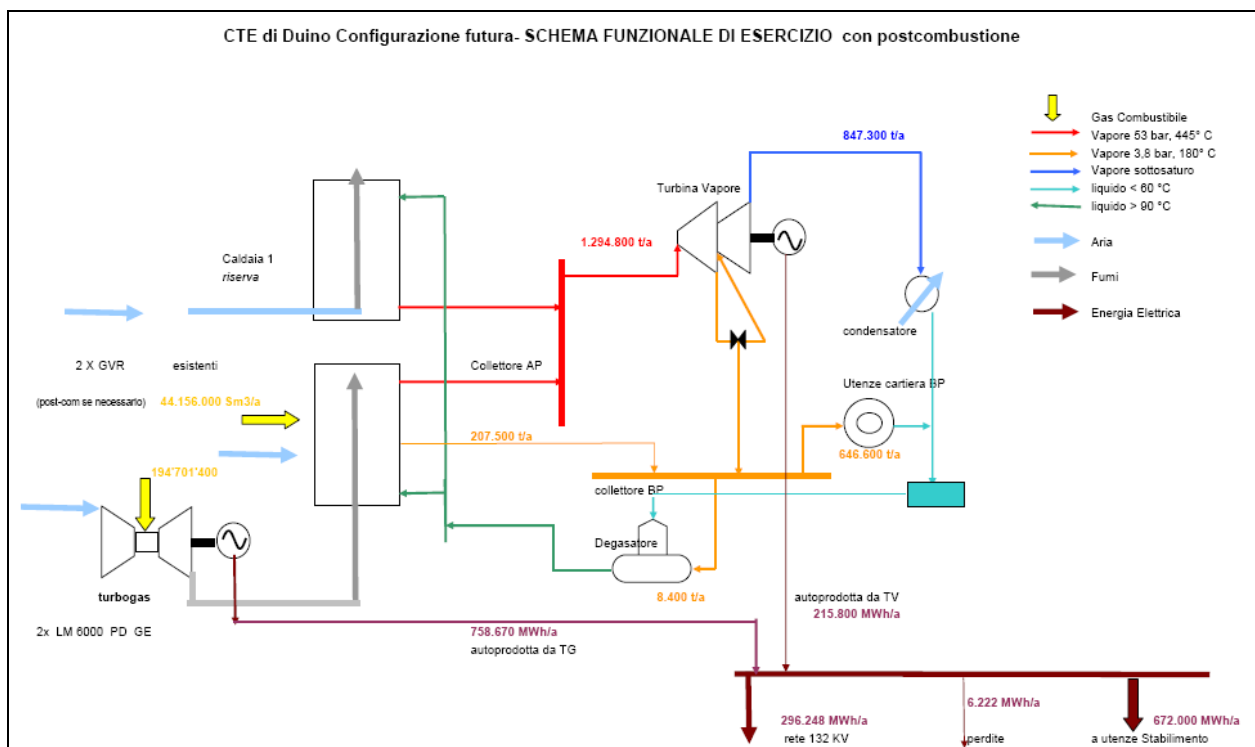 CTE di Duino Configurazione futura- SCHEMA FUNZIONALE DI ESERCIZIO con postcombustione
847.300 t/a
Gas Combustibile
Vapore 53 bar, 445° C
Vapore 3,8 bar, 180° C
Vapore sottosaturo
liquido < 60 °C
liquido > 90 °C
Aria
Fumi
Energia Elettrica
Turbina Vapore
1.294.800 t/a
Caldaia 1
riserva
condensatore
2 X GVR esistenti
Collettore AP
Utenze cartiera BP
(post-com se necessario) 44.156.000 Sm3/a
207.500 t/a
646.600 t/a
194'701'400
collettore BP
Degasatore
turbogas
8.400 t/a
autoprodotta da TV
215.800 MWh/a
2x LM 6000 PD GE
758.670 MWh/a
autoprodotta da TG
296.248 MWh/a
rete 132 KV
6.222 MWh/a
perdite
672.000 MWh/a
a utenze Stabilimento